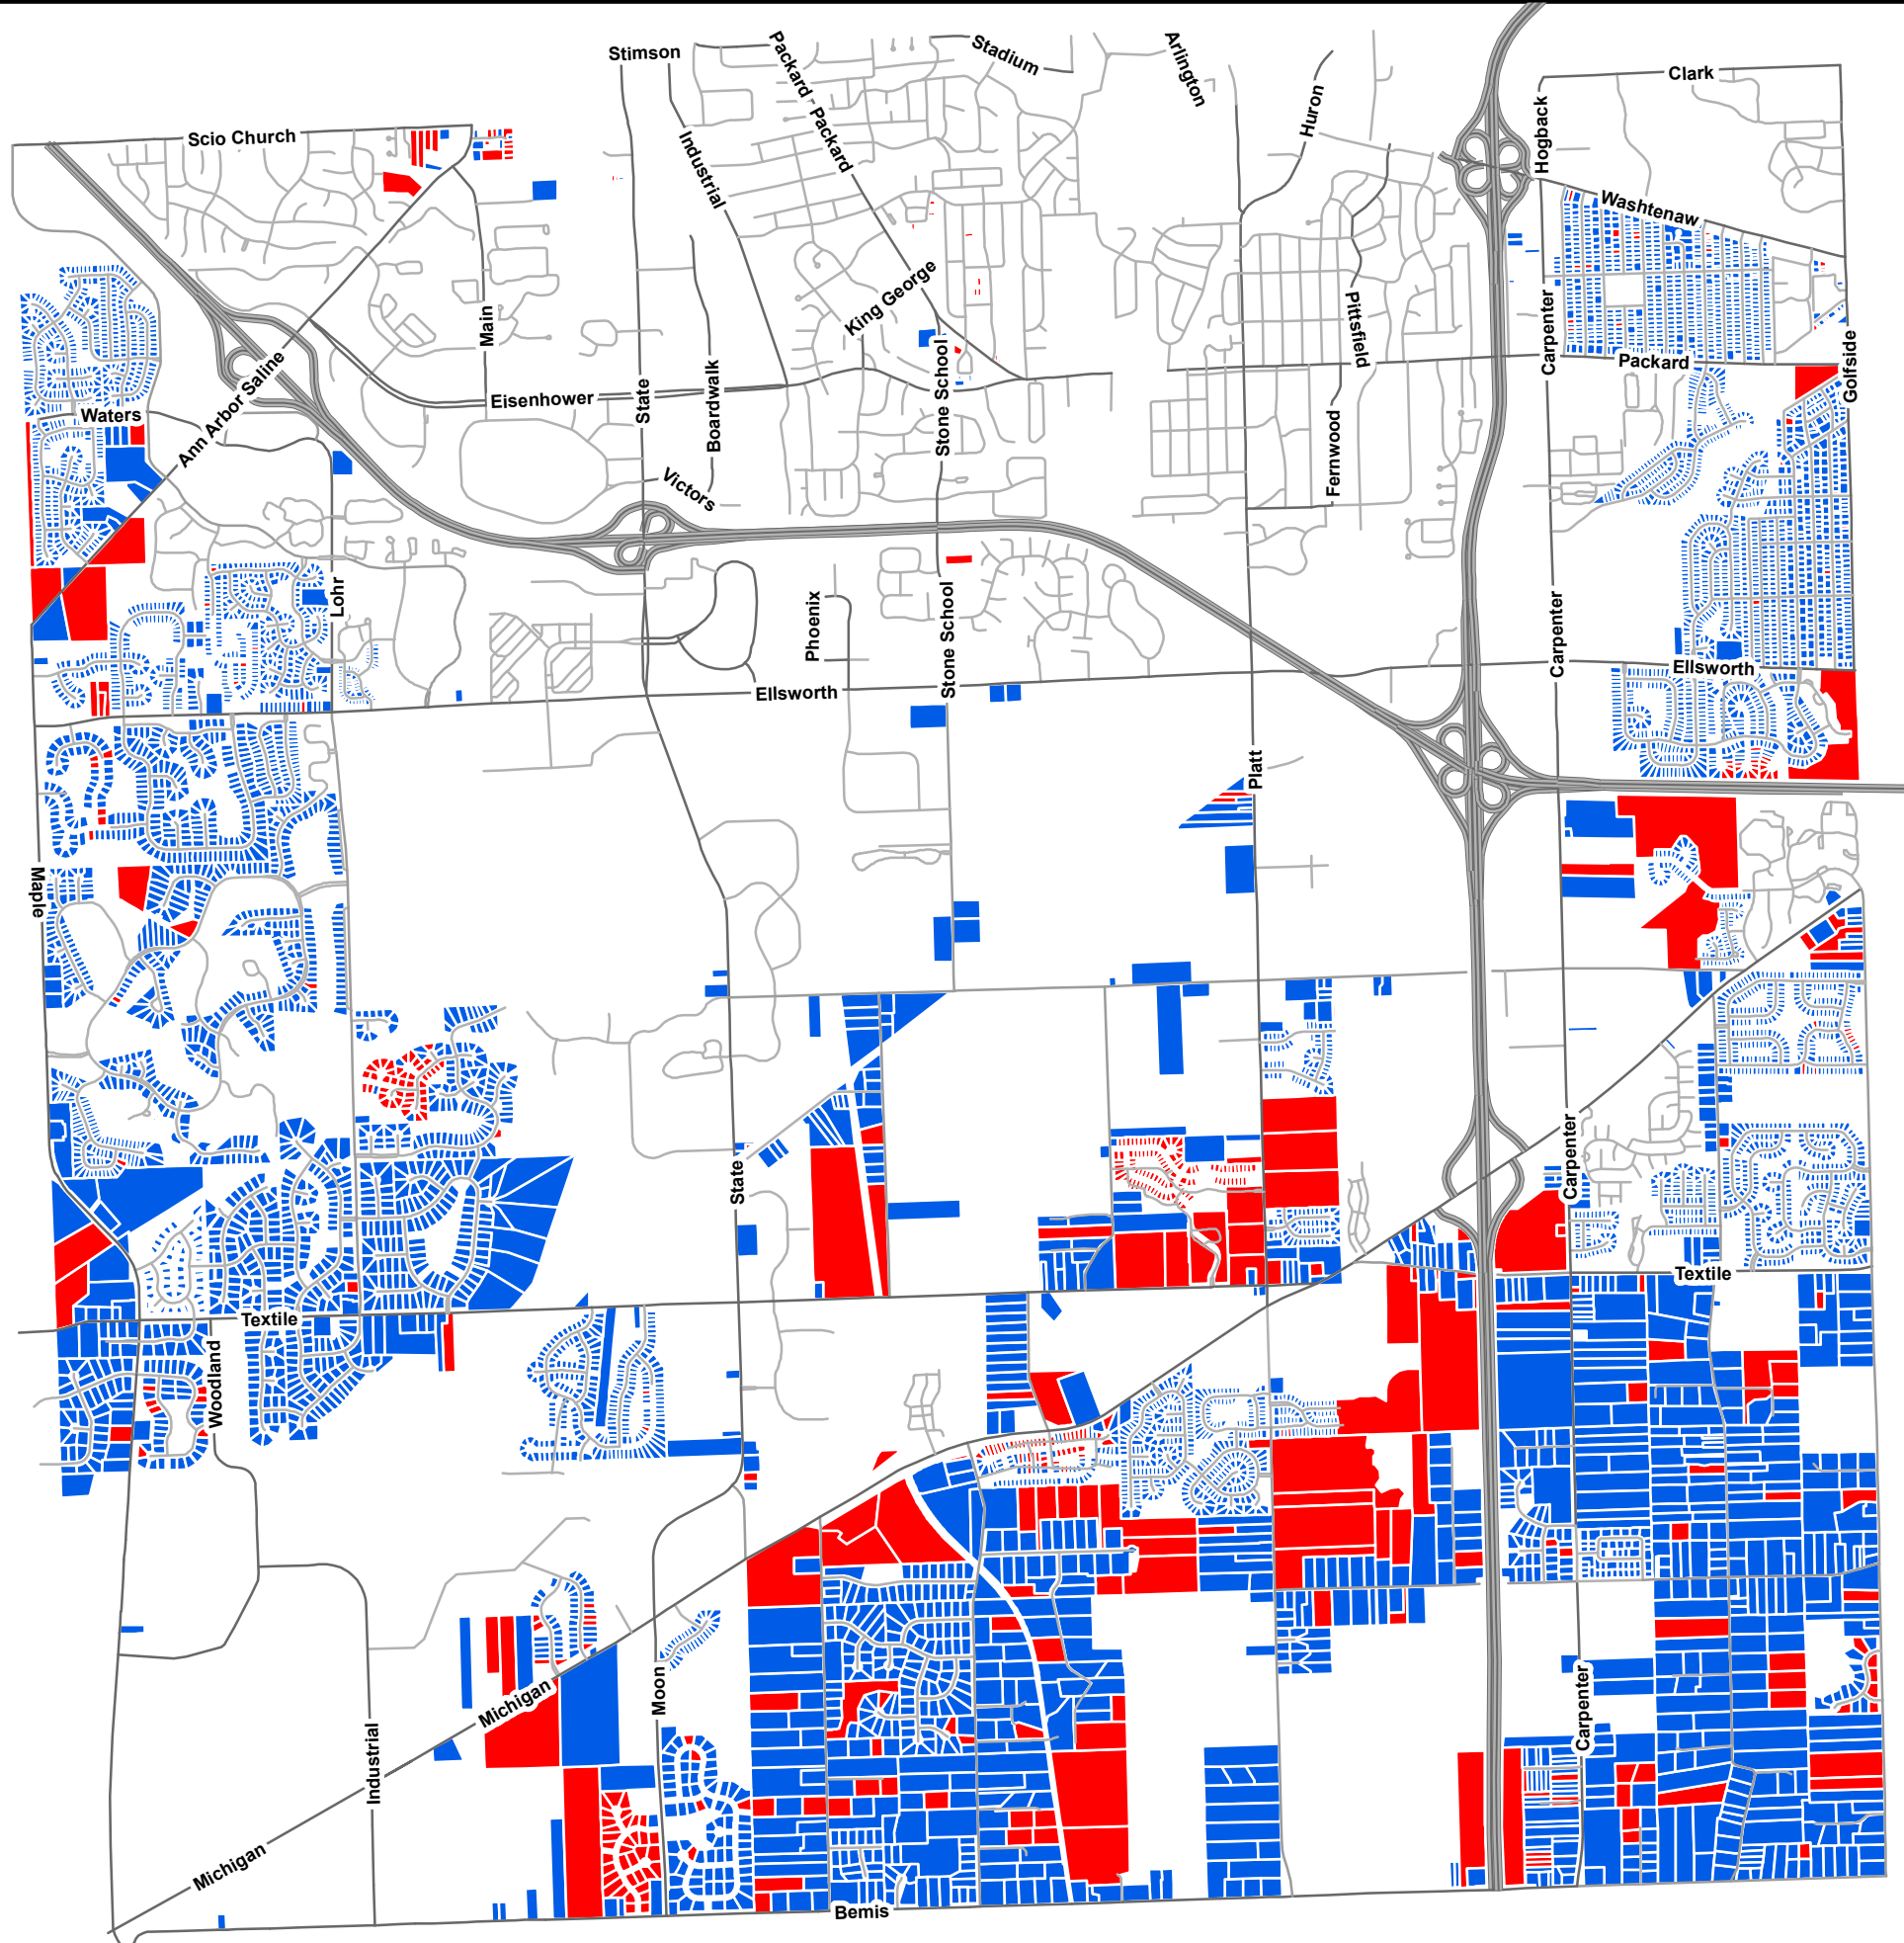 Stimson
Packard
Stadium
Arlington
Clark
Scio Church
Industrial
Packard
Huron
Hogback
Washtenaw
King George
Main
Pittsfield
Carpenter
Packard
Golfside
Waters
Ann Arbor Saline
Eisenhower
State
Boardwalk
Stone School
Fernwood
Victors
Lohr
Phoenix
Stone School
Carpenter
Ellsworth
Ellsworth
Platt
Maple
State
Carpenter
Textile
Textile
Woodland
Michigan
Moon
Carpenter
Industrial
Michigan
Bemis